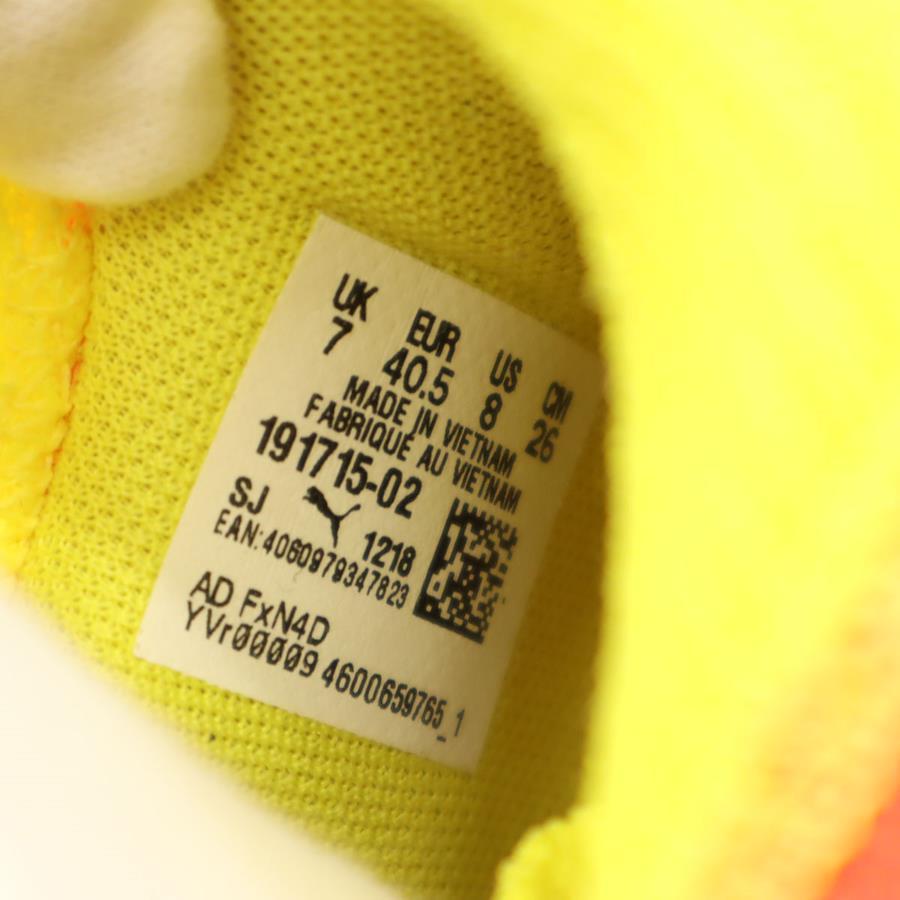 UK EUR US CM
7 40.5 8 26
MADE IN VIETNAM
FABRIQUÉ AU VIETNAM
191715-02
SJ 1218
EAN:4060979347823
AD FxN4D
YVr00009 4600659765_1